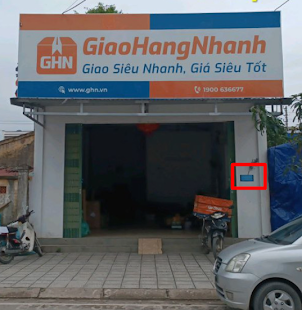 GHN
GiaoHangNhanh
Giao Siêu Nhanh, Giá Siêu Tốt
www.ghn.vn
1900 636677